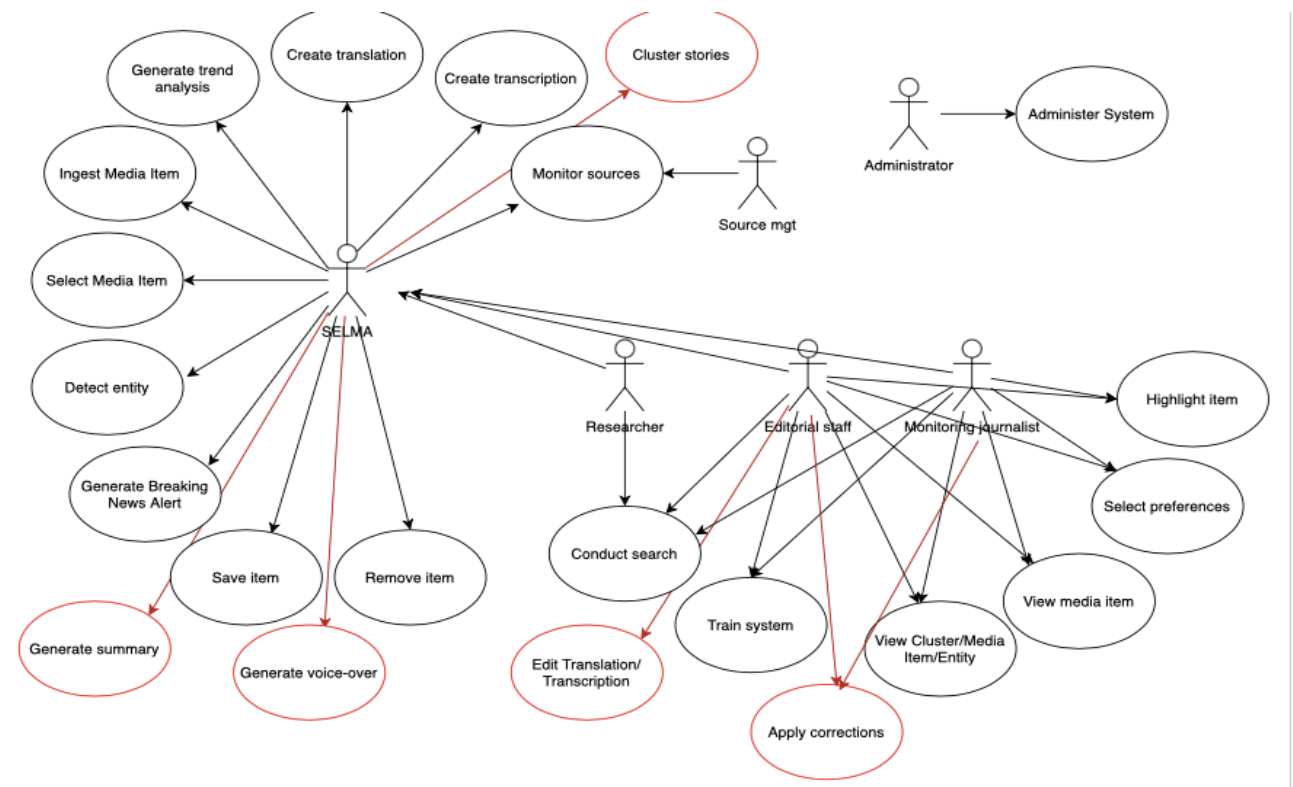 Create translation
Cluster stories
Generate trend
analysis
Create transcription
Administer System
Administrator
Ingest Media Item
Monitor sources
Source mgt
Select Media Item
SELMA
Detect entity
Highlight item
Researcher
Editorial staff
Monitoring journalist
Generate Breaking
News Alert
Select preferences
Conduct search
Save item
Remove item
View media item
Train system
View Cluster/Media
Item/Entity
Generate summary
Generate voice-over
Edit Translation/
Transcription
Apply corrections